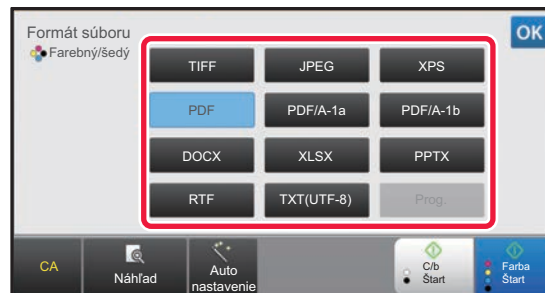 Formát súboru
OK
Farebný/šedý
TIFF JPEG XPS
PDF PDF/A-1a PDF/A-1b
DOCX XLSX PPTX
RTF TXT(UTF-8) Prog.
CA
Náhľad
Auto
nastavenie
C/b
Štart
Farba
Štart